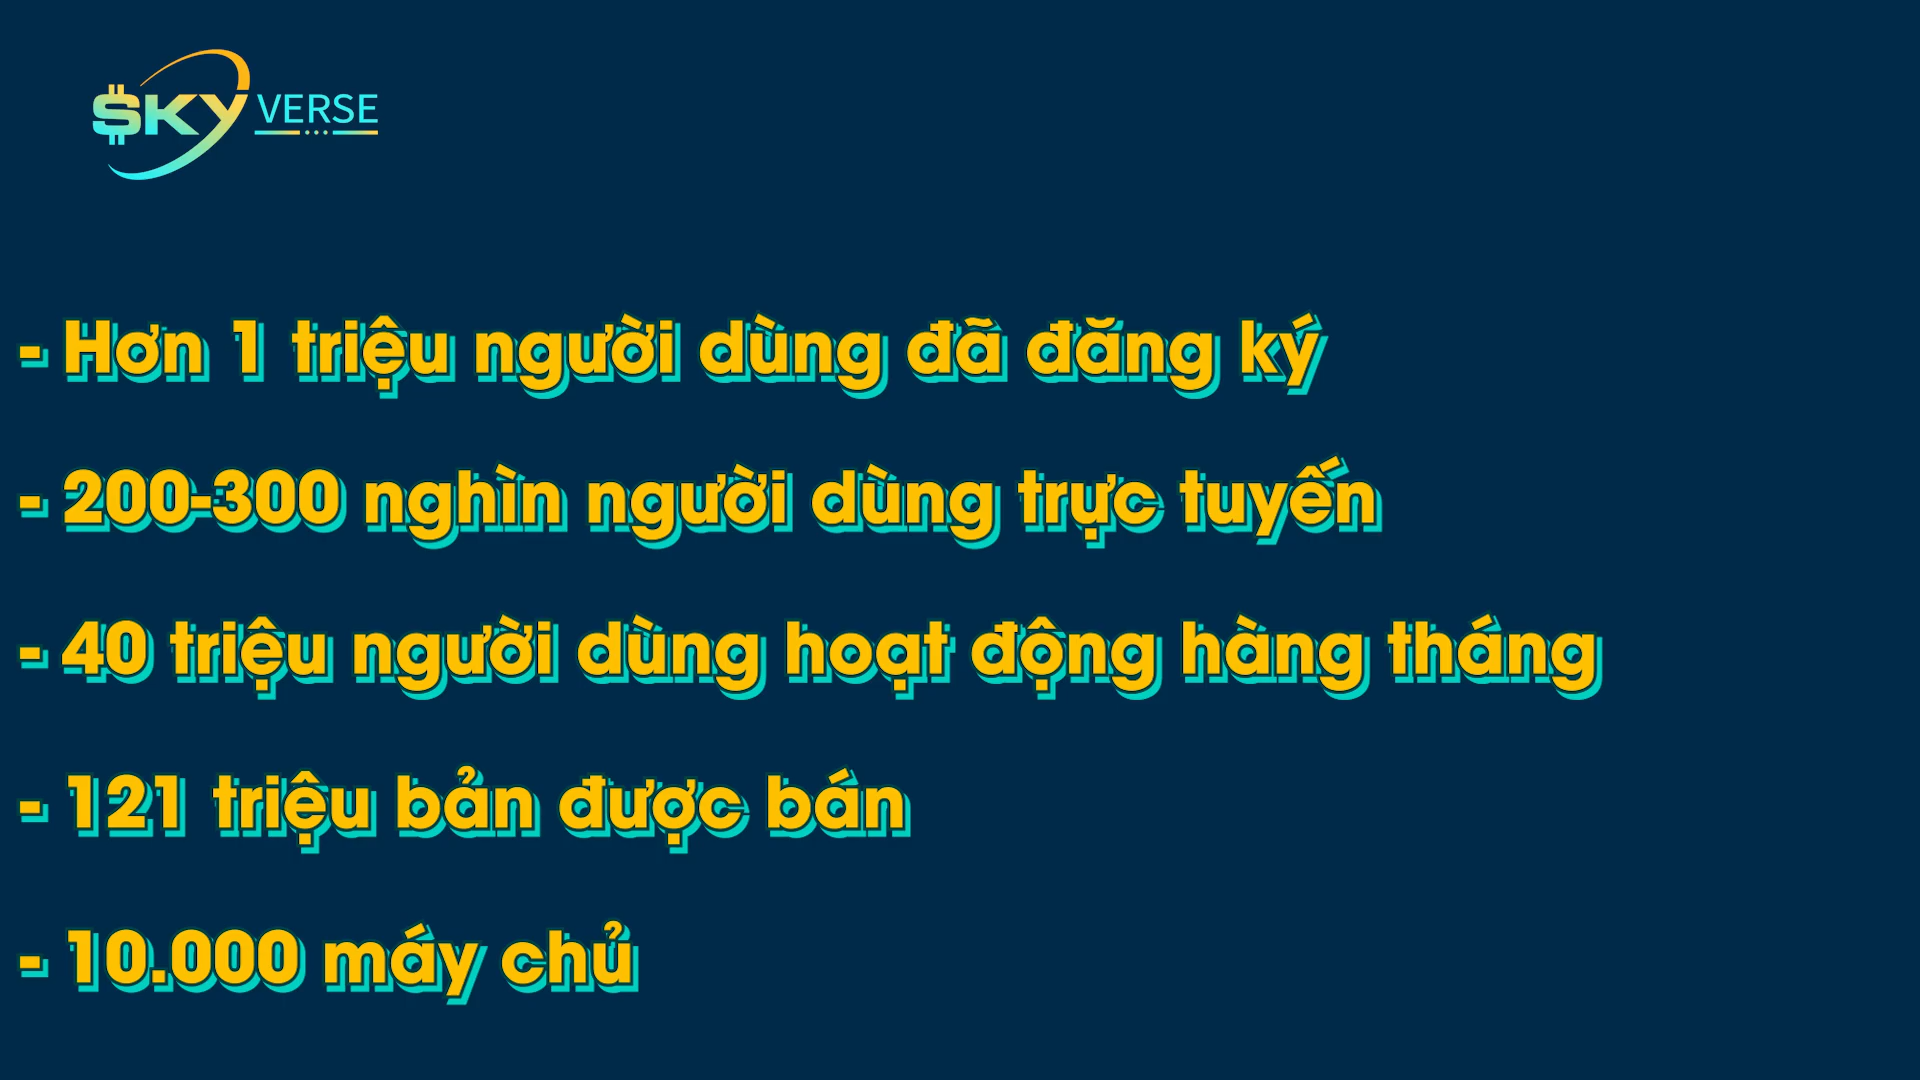 $KY VERSE
- Hơn 1 triệu người dùng đã đăng ký
- 200-300 nghìn người dùng trực tuyến
- 40 triệu người dùng hoạt động hàng tháng
- 121 triệu bản được bán
- 10.000 máy chủ